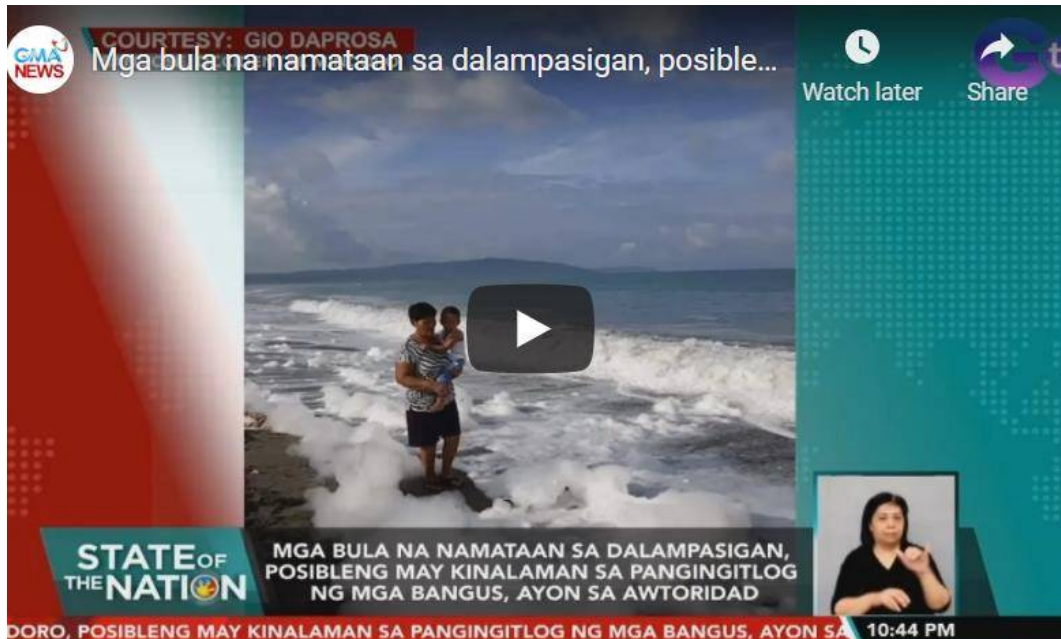 COURTESY: GIO DAPROSA
GMA
NEWS
Mga bula na namataan sa dalampasigan, posible...
Watch later
Share
STATE OF
THE NATION
MGA BULA NA NAMATAAN SA DALAMPASIGAN,
POSIBLENG MAY KINALAMAN SA PANGINGITLOG
NG MGA BANGUS, AYON SA AWTORIDAD
DORO, POSIBLENG MAY KINALAMAN SA PANGINGITLOG NG MGA BANGUS, AYON SA
10:44 PM